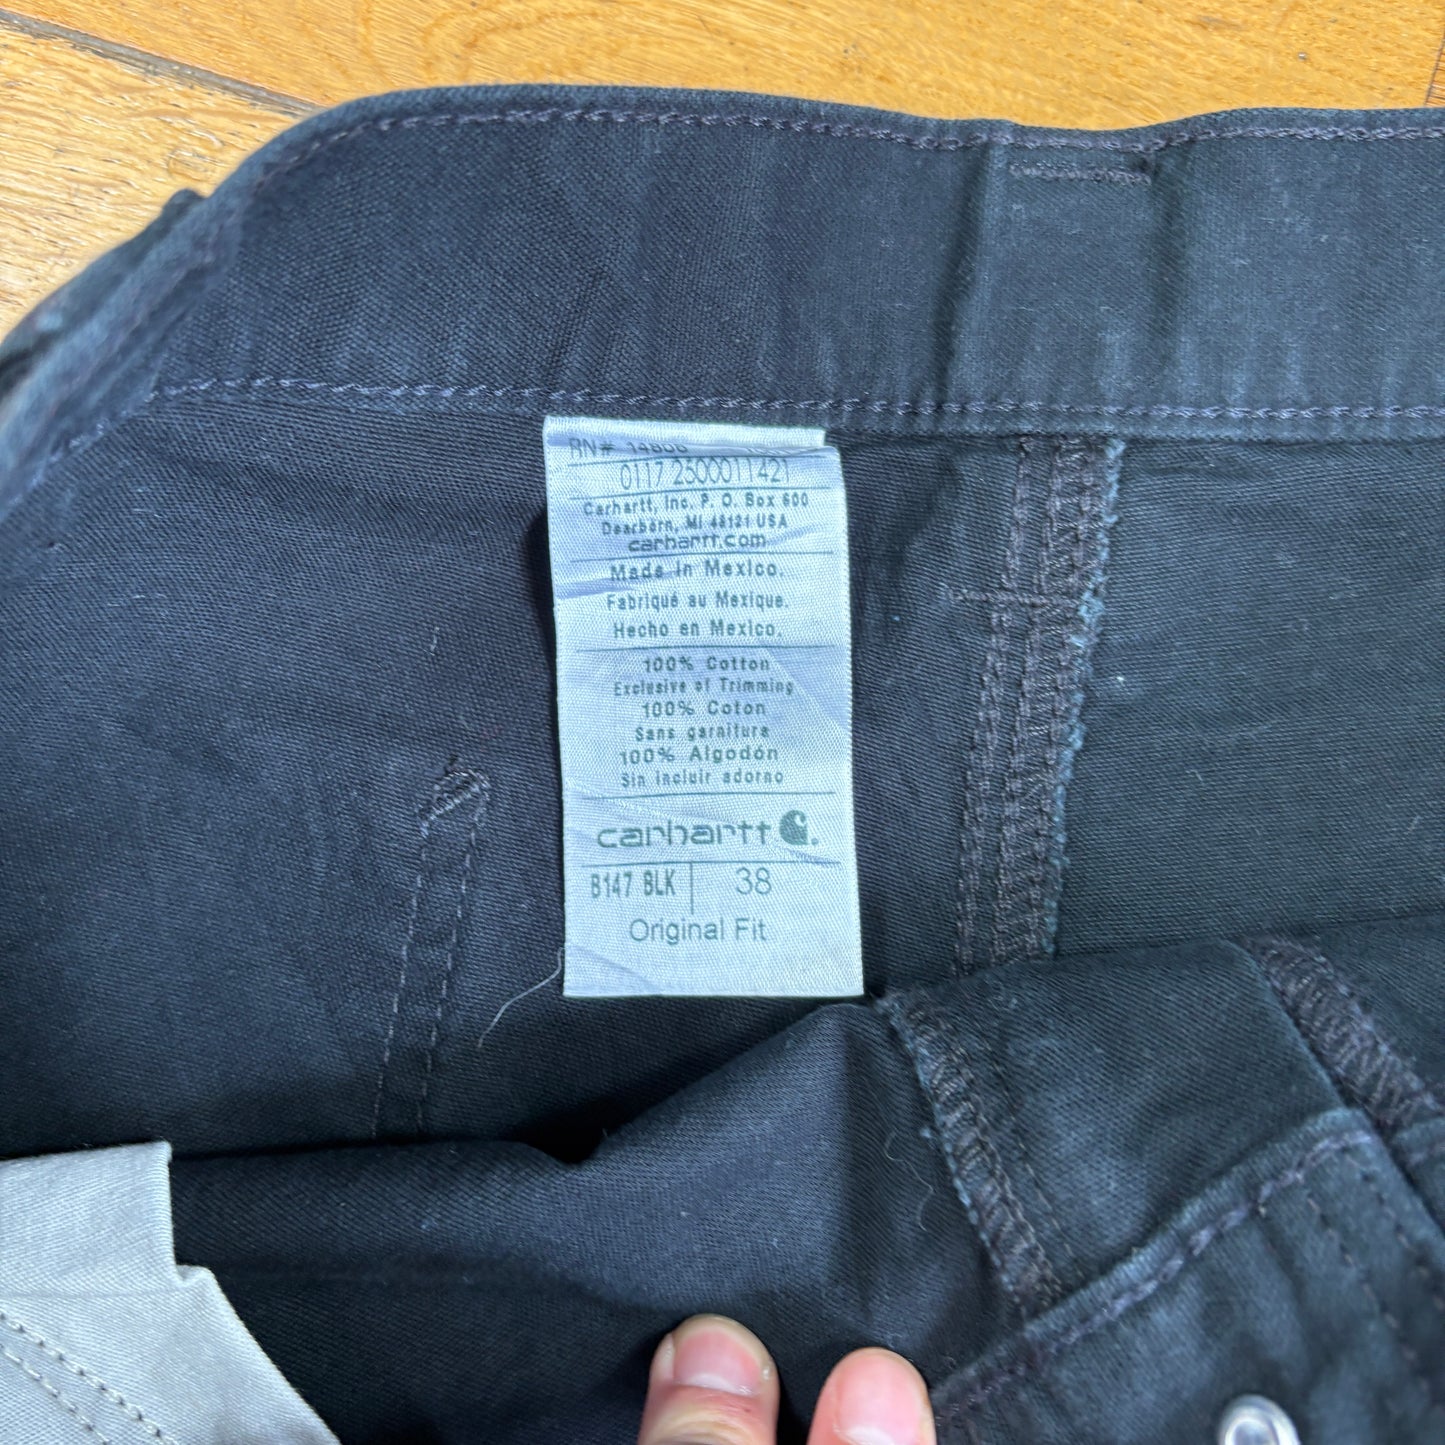 RN# 14806
0117 2600011421
Carhartt, Inc. P. O. Box 600
Dearborn, MI 48121 USA
carhartt.com
Made in Mexico.
Fabriqué au Mexique.
Hecho en Mexico.
100% Cotton
Exclusive of Trimming
100% Coton
Sans garniture
100% Algodón
Sin incluir adorno
carhartt
B147 BLK 38
Original Fit